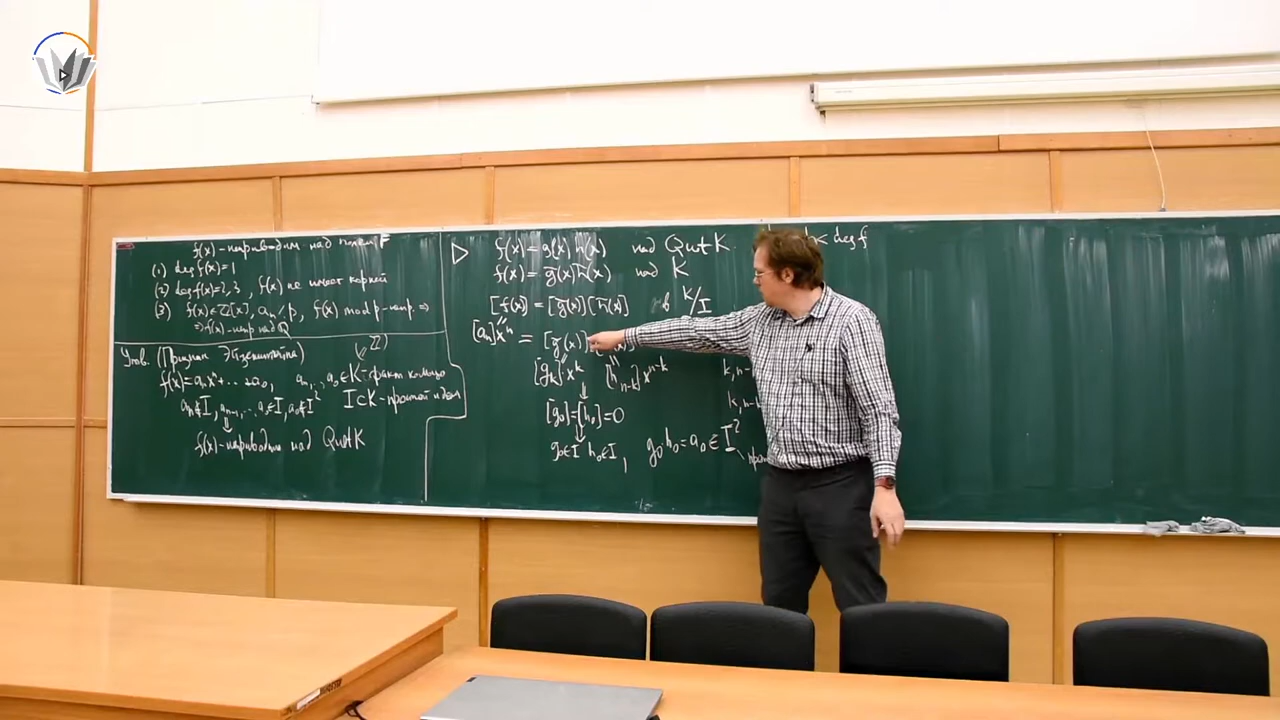 f(x) - неприводим над полем F
(1) deg f(x)=1
(2) deg f(x)=2,3, f(x) не имеет корней
(3) f(x)∈ℤ[x], aₙ ⋮̸ p, f(x) mod p - непр. ⇒
⇒ f(x)-непр над Q
Утв. (Признак Эйзенштейна)
f(x)=aₙxⁿ+...+a₀, aₙ,..,a₀∈K-факт кольцо
aₙ∉I, aₙ₋₁,...a₀∈I, a₀∉I² I⊂K-простой идеал
⇓
f(x)-неприводим над Quot K
▷ f(x)=g(x) h(x) над Quot K
< deg f
f(x)=g̃(x)h̃(x) над K
[f(x)]=[g̃(x)][h̃(x)] в K/I
[aₙ]xⁿ = [g̃(x)]
[g̃ₖ]xᵏ [h̃ₙ₋ₖ]xⁿ⁻ᵏ k, n-
⇓
[g₀]=[h₀]=0 k, n-
⇓
g₀∈I h₀∈I, g₀·h₀=a₀∈I²